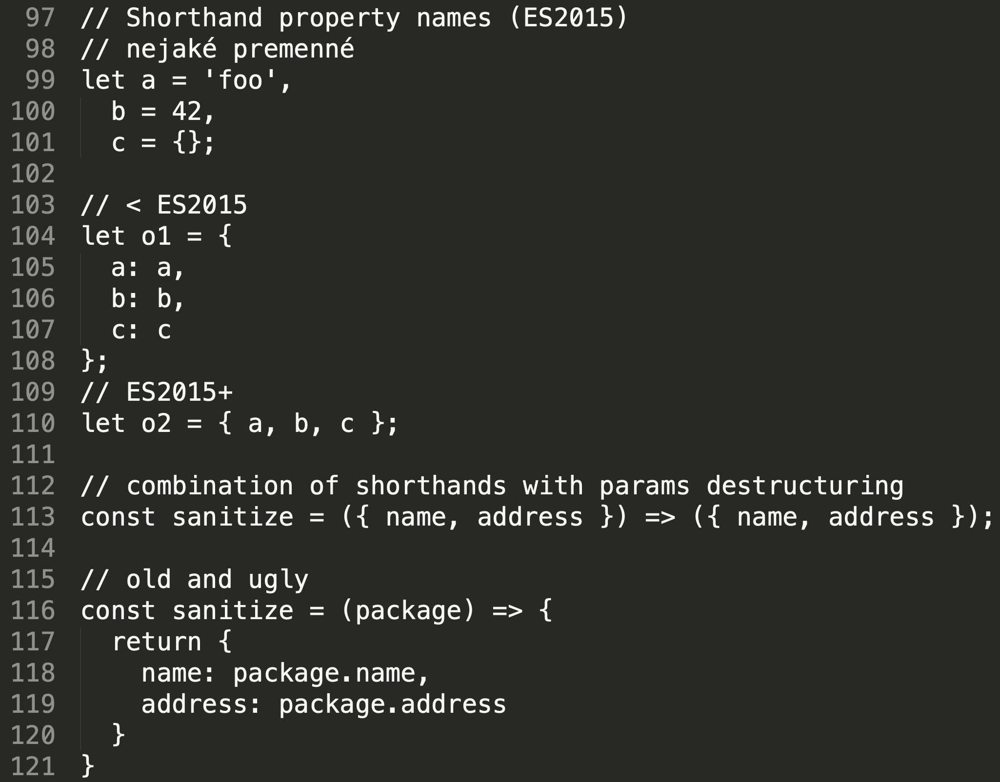 97 // Shorthand property names (ES2015)
98 // nejaké premenné
99 let a = 'foo',
100   b = 42,
101   c = {};
102
103 // < ES2015
104 let o1 = {
105   a: a,
106   b: b,
107   c: c
108 };
109 // ES2015+
110 let o2 = { a, b, c };
111
112 // combination of shorthands with params destructuring
113 const sanitize = ({ name, address }) => ({ name, address });
114
115 // old and ugly
116 const sanitize = (package) => {
117   return {
118     name: package.name,
119     address: package.address
120   }
121 }